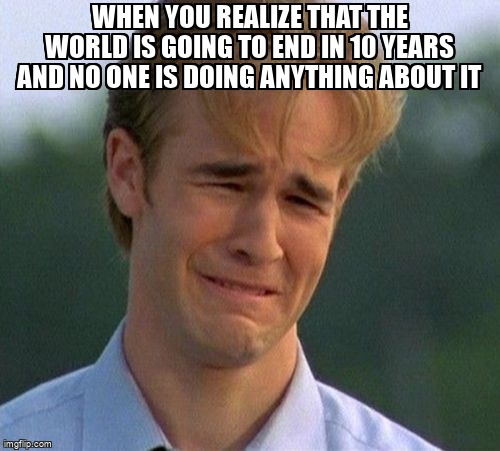 WHEN YOU REALIZE THAT THE
WORLD IS GOING TO END IN 10 YEARS
AND NO ONE IS DOING ANYTHING ABOUT IT
imgflip.com